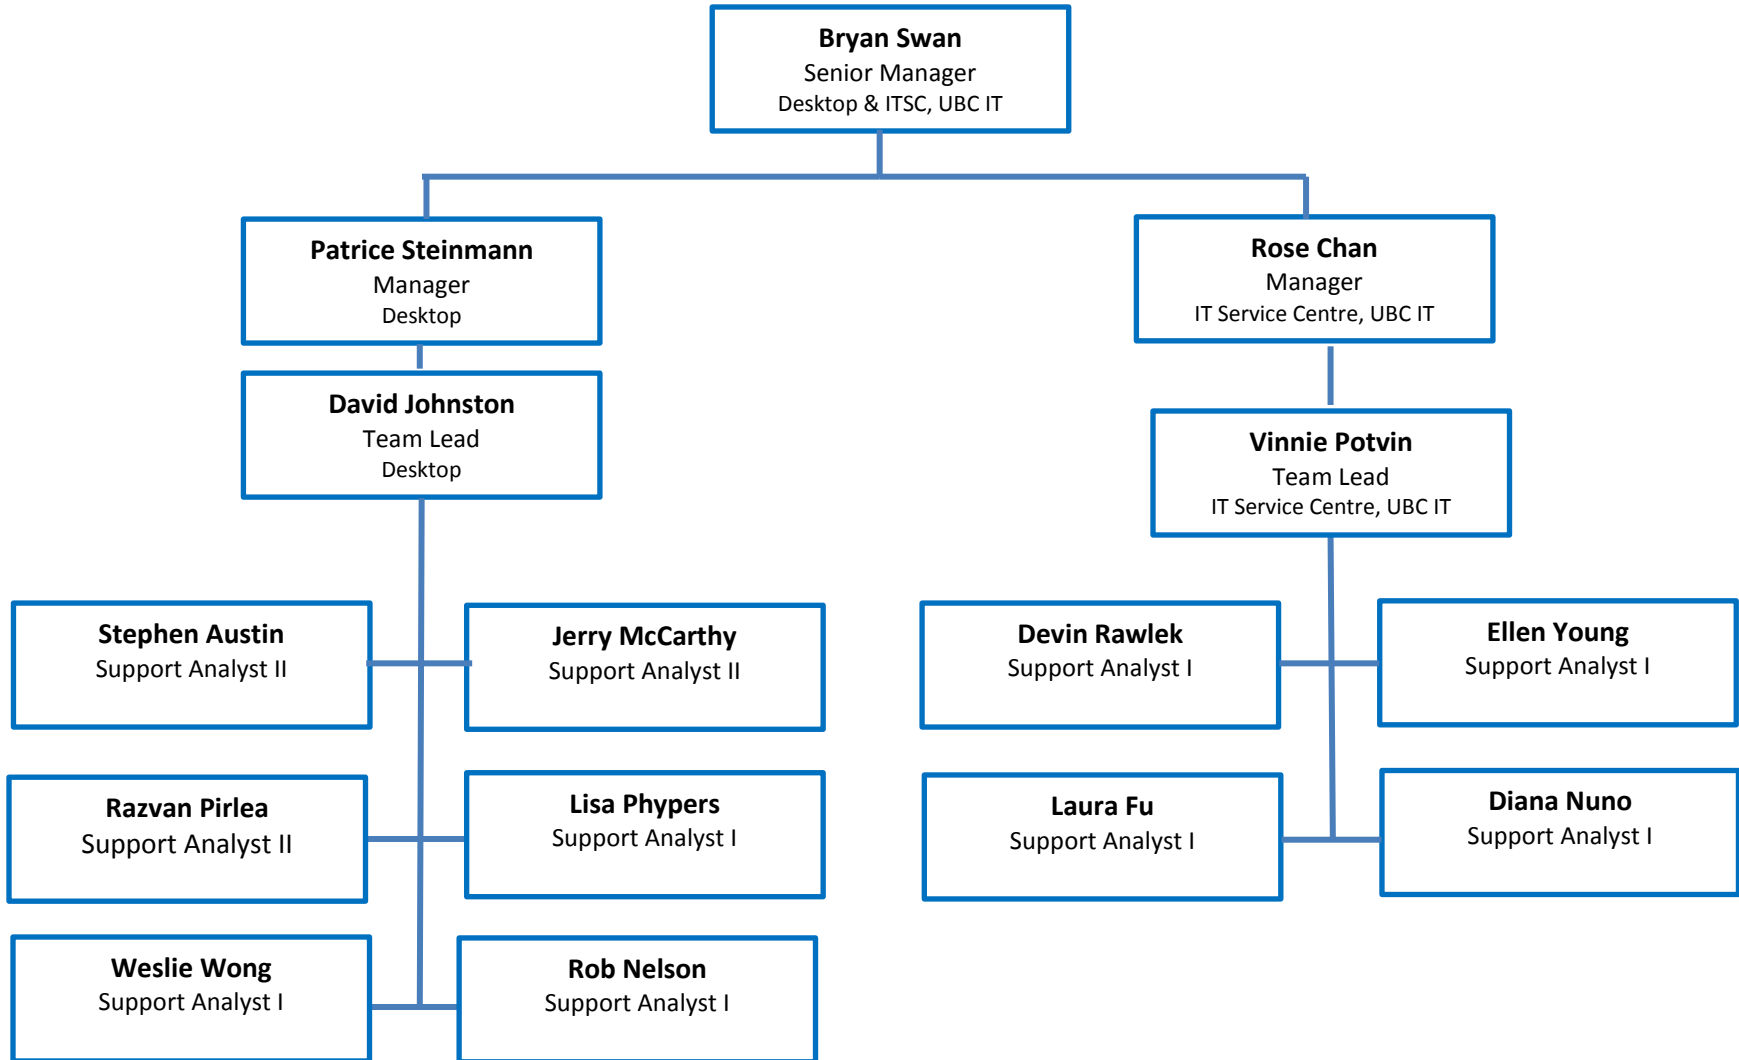 Bryan Swan
Senior Manager
Desktop & ITSC, UBC IT
Patrice Steinmann
Manager
Desktop
Rose Chan
Manager
IT Service Centre, UBC IT
David Johnston
Team Lead
Desktop
Vinnie Potvin
Team Lead
IT Service Centre, UBC IT
Stephen Austin
Support Analyst II
Jerry McCarthy
Support Analyst II
Devin Rawlek
Support Analyst I
Ellen Young
Support Analyst I
Razvan Pirlea
Support Analyst II
Lisa Phypers
Support Analyst I
Laura Fu
Support Analyst I
Diana Nuno
Support Analyst I
Weslie Wong
Support Analyst I
Rob Nelson
Support Analyst I